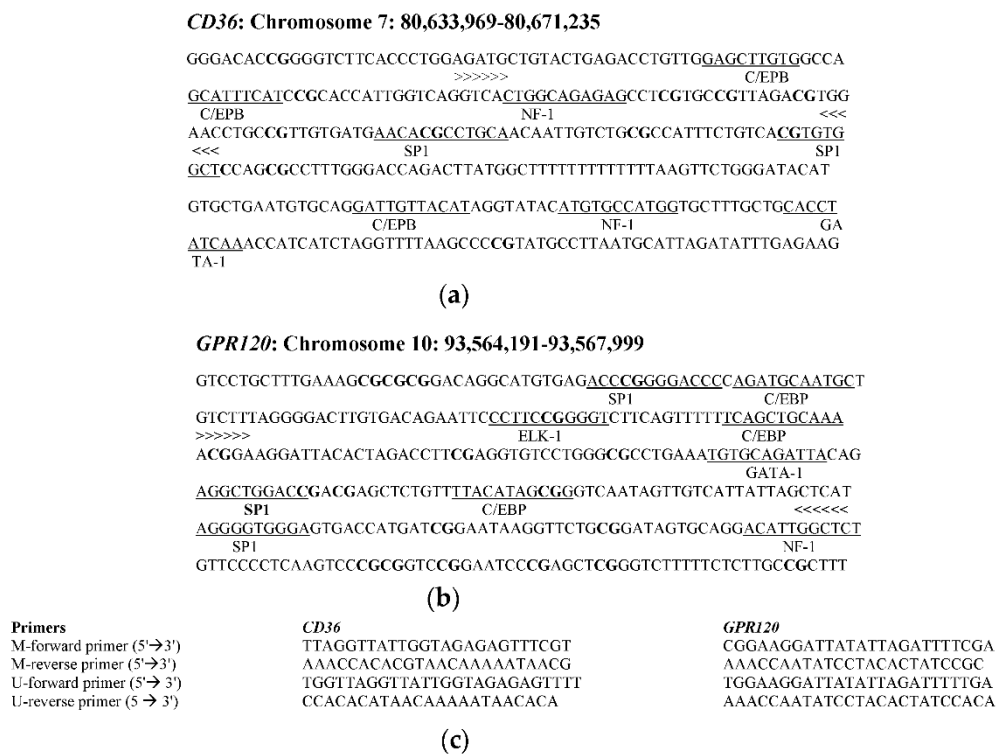 CD36: Chromosome 7: 80,633,969-80,671,235
GGGACACCCGGGGTCTTCACCCTGGAGATGCTGTACTGAGACCTGTTGGAGCTTGTGGCCA
>>>>>> C/EPB
GCATTTCATCCGCACCATTGGTCAGGTCACTGGCAGAGAGCCTCGTGCCGTTAGACGTGG
C/EPB NF-1 <<<
AACCTGCCGTTGTGATGAACACGCCTGCAACAATTGTCTGCGCCATTTCTGTCACGTGTG
<<< SP1 SP1
GCTCCAGCGCCTTTGGGACCAGACTTATGGCTTTTTTTTTTTTTTAAGTTCTGGGATACAT
GTGCTGAATGTGCAGGATTGTTACATAGGTATACATGTGCCATGGTGCTTTGCTGCACCT
C/EPB NF-1 GA
ATCAAACCATCATCTAGGTTTTAAGCCCCGTATGCCTTAATGCATTAGATATTTGAGAAG
TA-1
(a)
GPR120: Chromosome 10: 93,564,191-93,567,999
GTCCTGCTTTGAAAGCGCGCGGACAGGCATGTGAGACCCCGGGGACCCCAGATGCAATGCT
SP1 C/EBP
GTCTTTAGGGGACTTGTGACAGAATTCCCTTCCGGGGTCTTCAGTTTTTTCAGCTGCAAA
>>>>>> ELK-1 C/EBP
ACGGAAGGATTACACTAGACCTTCGAGGTGTCCTGGGCGCCTGAAATGTGCAGATTACAG
GATA-1
AGGCTGGACCGACGAGCTCTGTTTTACATAGCGGGTCAATAGTTGTCATTATTAGCTCAT
SP1 C/EBP <<<<<<
AGGGGTGGGAGTGACCATGATCGGAATAAGGTTCTGCGGATAGTGCAGGACATTGGCTCT
SP1 NF-1
GTTCCCCTCAAGTCCCGCGGTCCGGAATCCCGAGCTCGGGTCTTTTTCTCTTGCCGCTTT
(b)
Primers CD36 GPR120
M-forward primer (5'→3') TTAGGTTATTGGTAGAGAGTTTCGT CGGAAGGATTATATTAGATTTTCGA
M-reverse primer (5'→3') AAACCACACGTAACAAAAATAACG AAACCAATATCCTACACTATCCGC
U-forward primer (5'→ 3') TGGTTAGGTTATTGGTAGAGAGTTTT TGGAAGGATTATATTAGATTTTTGA
U-reverse primer (5 → 3') CCACACATAACAAAAATAACACA AAACCAATATCCTACACTATCCACA
(c)